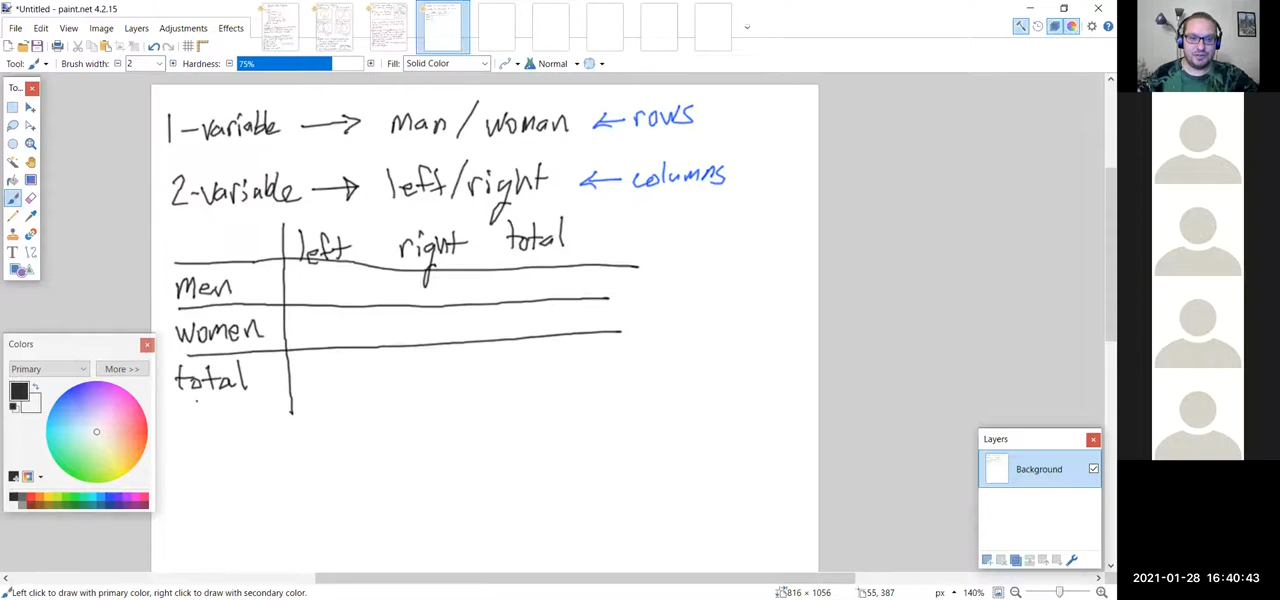 *Untitled - paint.net 4.2.15
File Edit View Image Layers Adjustments Effects
Tool: Brush width: 2 Hardness: 75% Fill: Solid Color Normal
To...
1-variable → man/woman ← rows
2-variable → left/right ← columns
left right total
men
women
total
Colors
Primary More >>
Layers
Background
Left click to draw with primary color, right click to draw with secondary color.
816 × 1056
55, 387
px
140%
2021-01-28 16:40:43